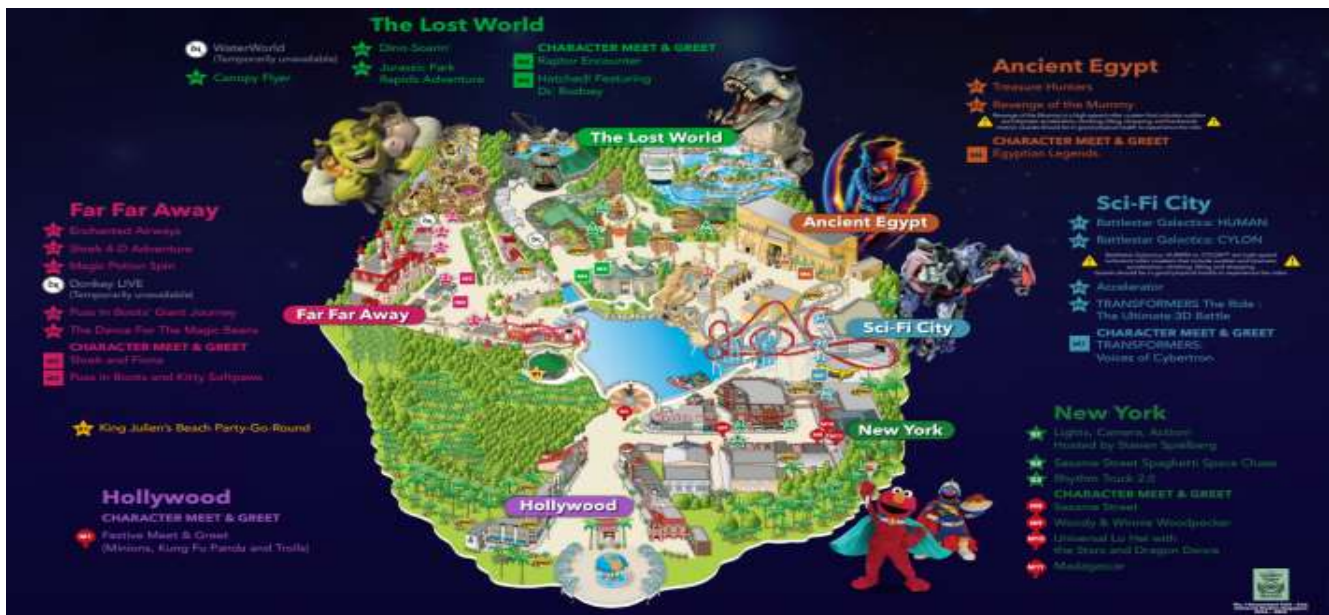 The Lost World
WaterWorld
(Temporarily unavailable)
Canopy Flyer
Dino-Soarin'
Jurassic Park
Rapids Adventure
CHARACTER MEET & GREET
Raptor Encounter
Hatched! Featuring
Dr. Rodney
Ancient Egypt
Treasure Hunters
Revenge of the Mummy
CHARACTER MEET & GREET
Egyptian Legends
The Lost World
Ancient Egypt
Far Far Away
Enchanted Airways
Shrek 4-D Adventure
Magic Potion Spin
Donkey LIVE
(Temporarily unavailable)
Puss In Boots' Giant Journey
The Dance For The Magic Beans
CHARACTER MEET & GREET
Shrek and Fiona
Puss in Boots and Kitty Softpaws
Sci-Fi City
Battlestar Galactica: HUMAN
Battlestar Galactica: CYLON
Accelerator
TRANSFORMERS The Ride :
The Ultimate 3D Battle
CHARACTER MEET & GREET
TRANSFORMERS:
Voices of Cybertron
Far Far Away
Sci-Fi City
King Julien's Beach Party-Go-Round
New York
New York
Lights, Camera, Action!
Hosted by Steven Spielberg
Sesame Street Spaghetti Space Chase
Rhythm Truck 2.0
CHARACTER MEET & GREET
Sesame Street
Woody & Winnie Woodpecker
Universal Lo Hei with
the Stars and Dragon Dance
Madagascar
Hollywood
CHARACTER MEET & GREET
Festive Meet & Greet
(Minions, Kung Fu Panda and Trolls)
Hollywood